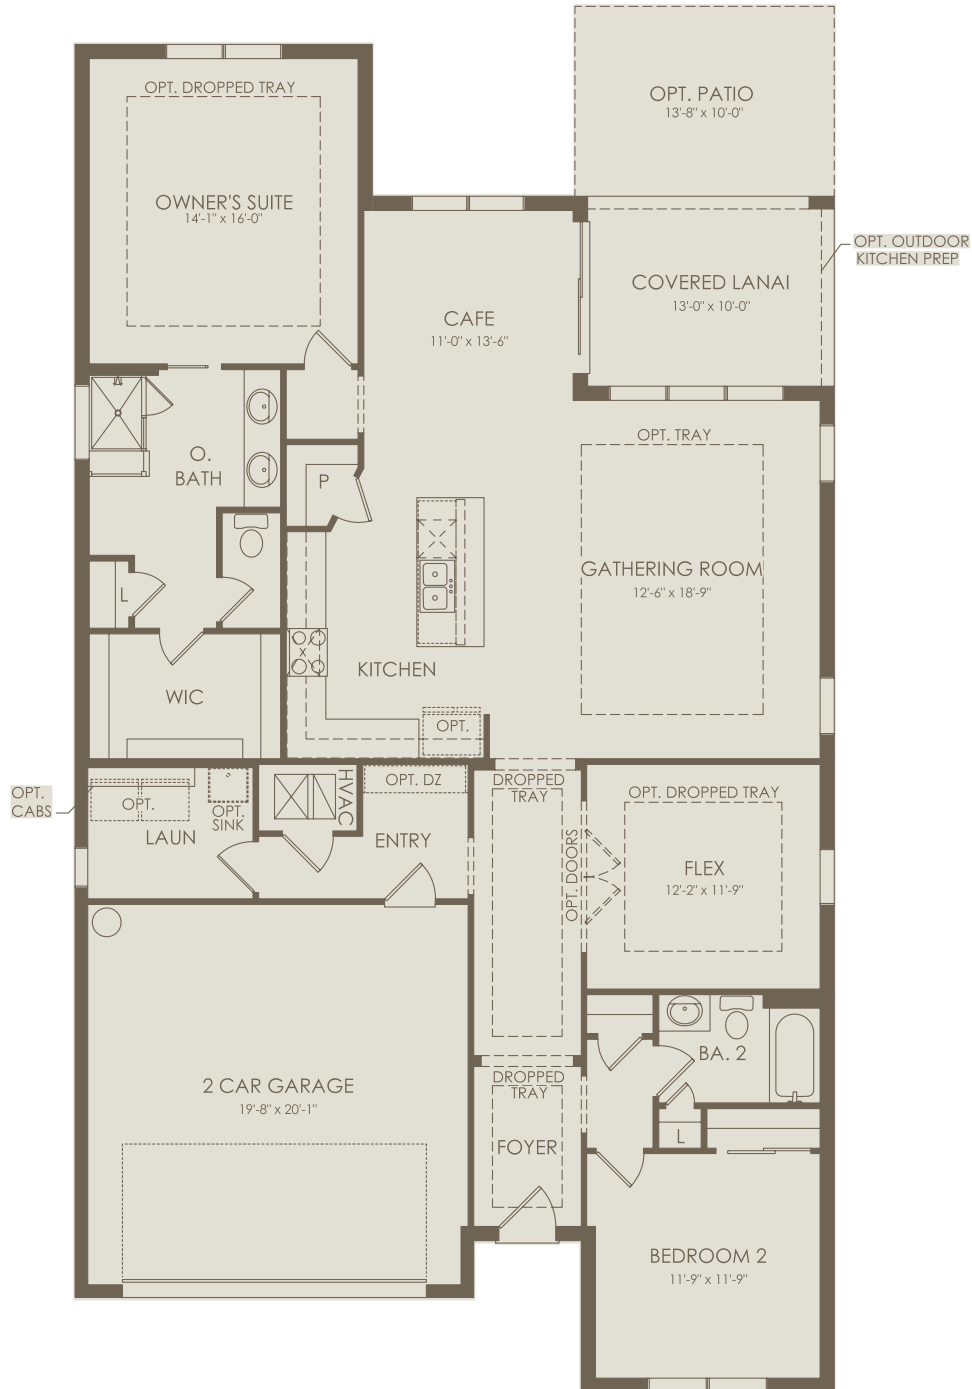 OPT. PATIO
13'-8" x 10'-0"
OPT. DROPPED TRAY
OWNER'S SUITE
14'-1" x 16'-0"
OPT. OUTDOOR
KITCHEN PREP
COVERED LANAI
13'-0" x 10'-0"
CAFE
11'-0" x 13'-6"
OPT. TRAY
O.
BATH
P
GATHERING ROOM
12'-6" x 18'-9"
L
KITCHEN
WIC
OPT.
OPT.
CABS
OPT.
OPT.
SINK
LAUN
HVAC
OPT. DZ
ENTRY
DROPPED
TRAY
OPT. DOORS
OPT. DROPPED TRAY
FLEX
12'-2" x 11'-9"
BA. 2
2 CAR GARAGE
19'-8" x 20'-1"
DROPPED
TRAY
FOYER
L
BEDROOM 2
11'-9" x 11'-9"